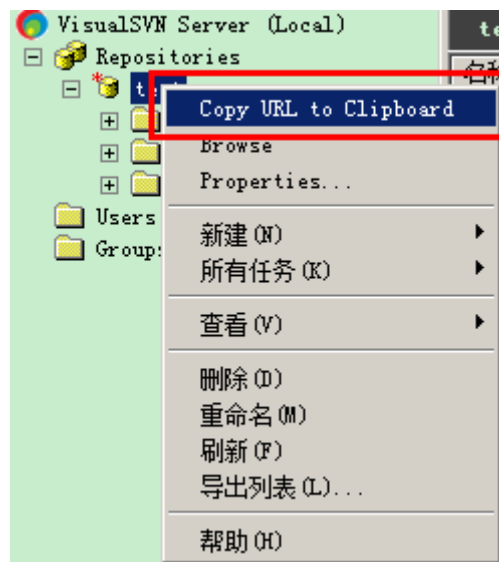 VisualSVN Server (Local)
Repositories
Copy URL to Clipboard
Browse
Properties...
Users
新建(N)
所有任务(K)
查看(V)
删除(D)
重命名(M)
刷新(F)
导出列表(L)...
帮助(H)